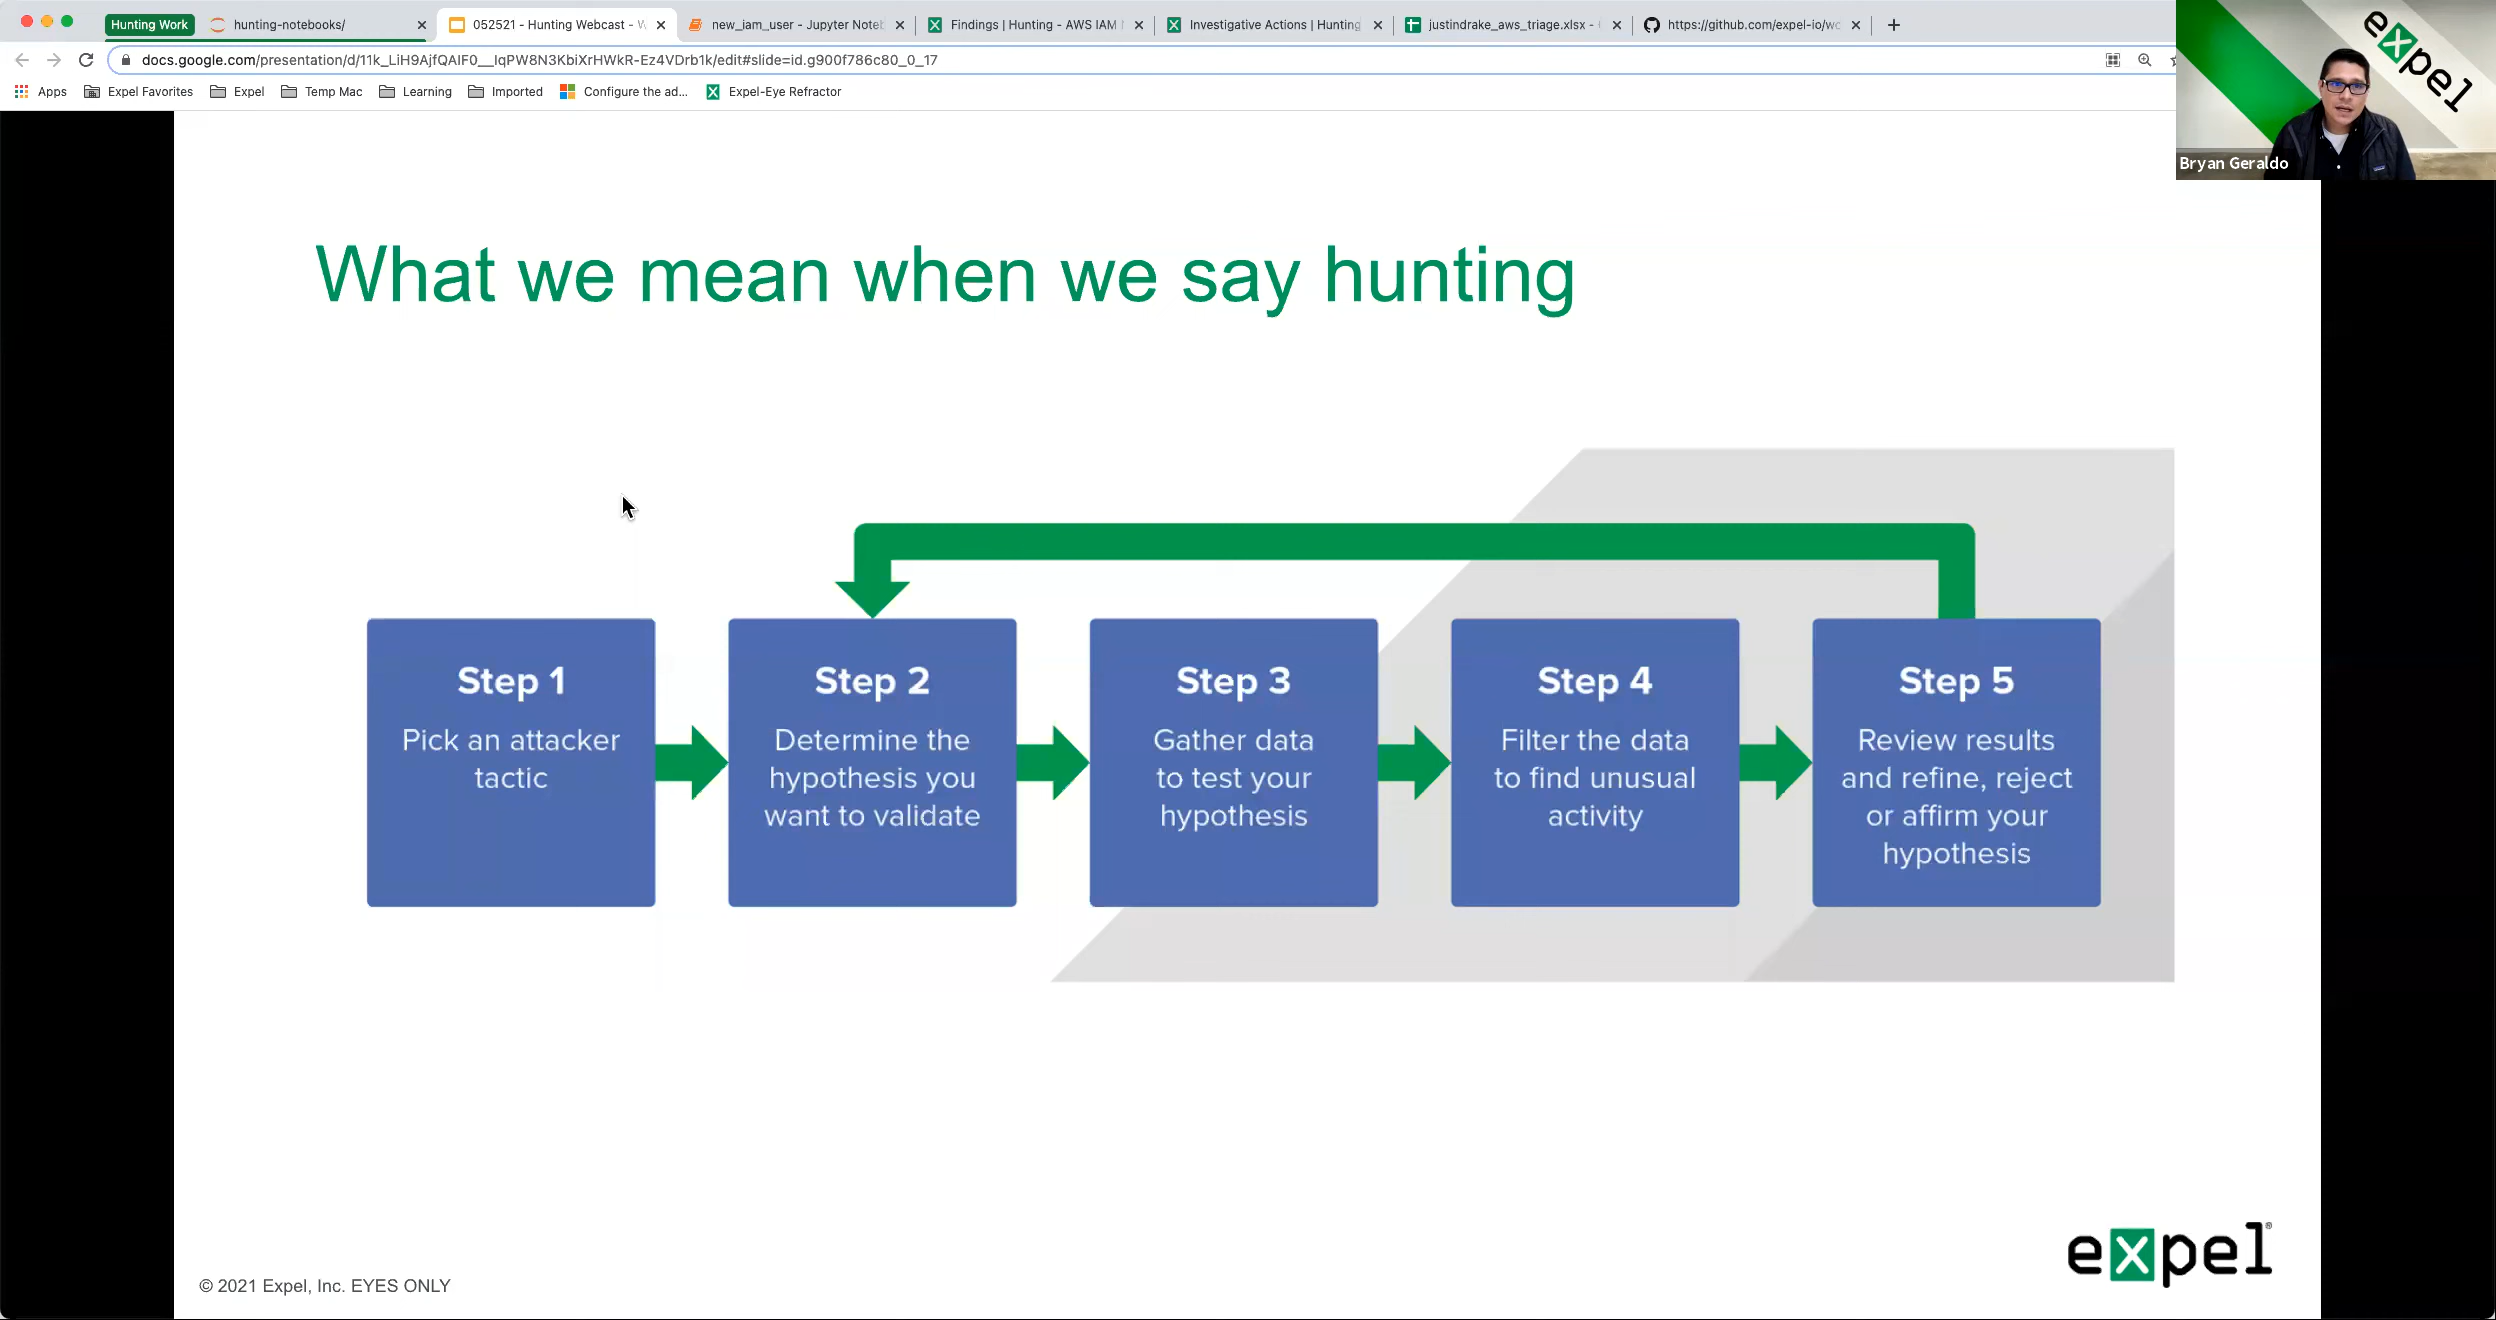 Hunting Work
hunting-notebooks/
052521 - Hunting Webcast -
new_iam_user - Jupyter Noteb
Findings | Hunting - AWS IAM
Investigative Actions | Hunting
justindrake_aws_triage.xlsx -
https://github.com/expel-io/wo
docs.google.com/presentation/d/11k_LiH9AjfQAIF0__lqPW8N3KbiXrHWkR-Ez4VDrb1k/edit#slide=id.g900f786c80_0_17
Apps
Expel Favorites
Expel
Temp Mac
Learning
Imported
Configure the ad...
Expel-Eye Refractor
expel
Bryan Geraldo
What we mean when we say hunting
Step 1
Pick an attacker
tactic
Step 2
Determine the
hypothesis you
want to validate
Step 3
Gather data
to test your
hypothesis
Step 4
Filter the data
to find unusual
activity
Step 5
Review results
and refine, reject
or affirm your
hypothesis
© 2021 Expel, Inc. EYES ONLY
expel®